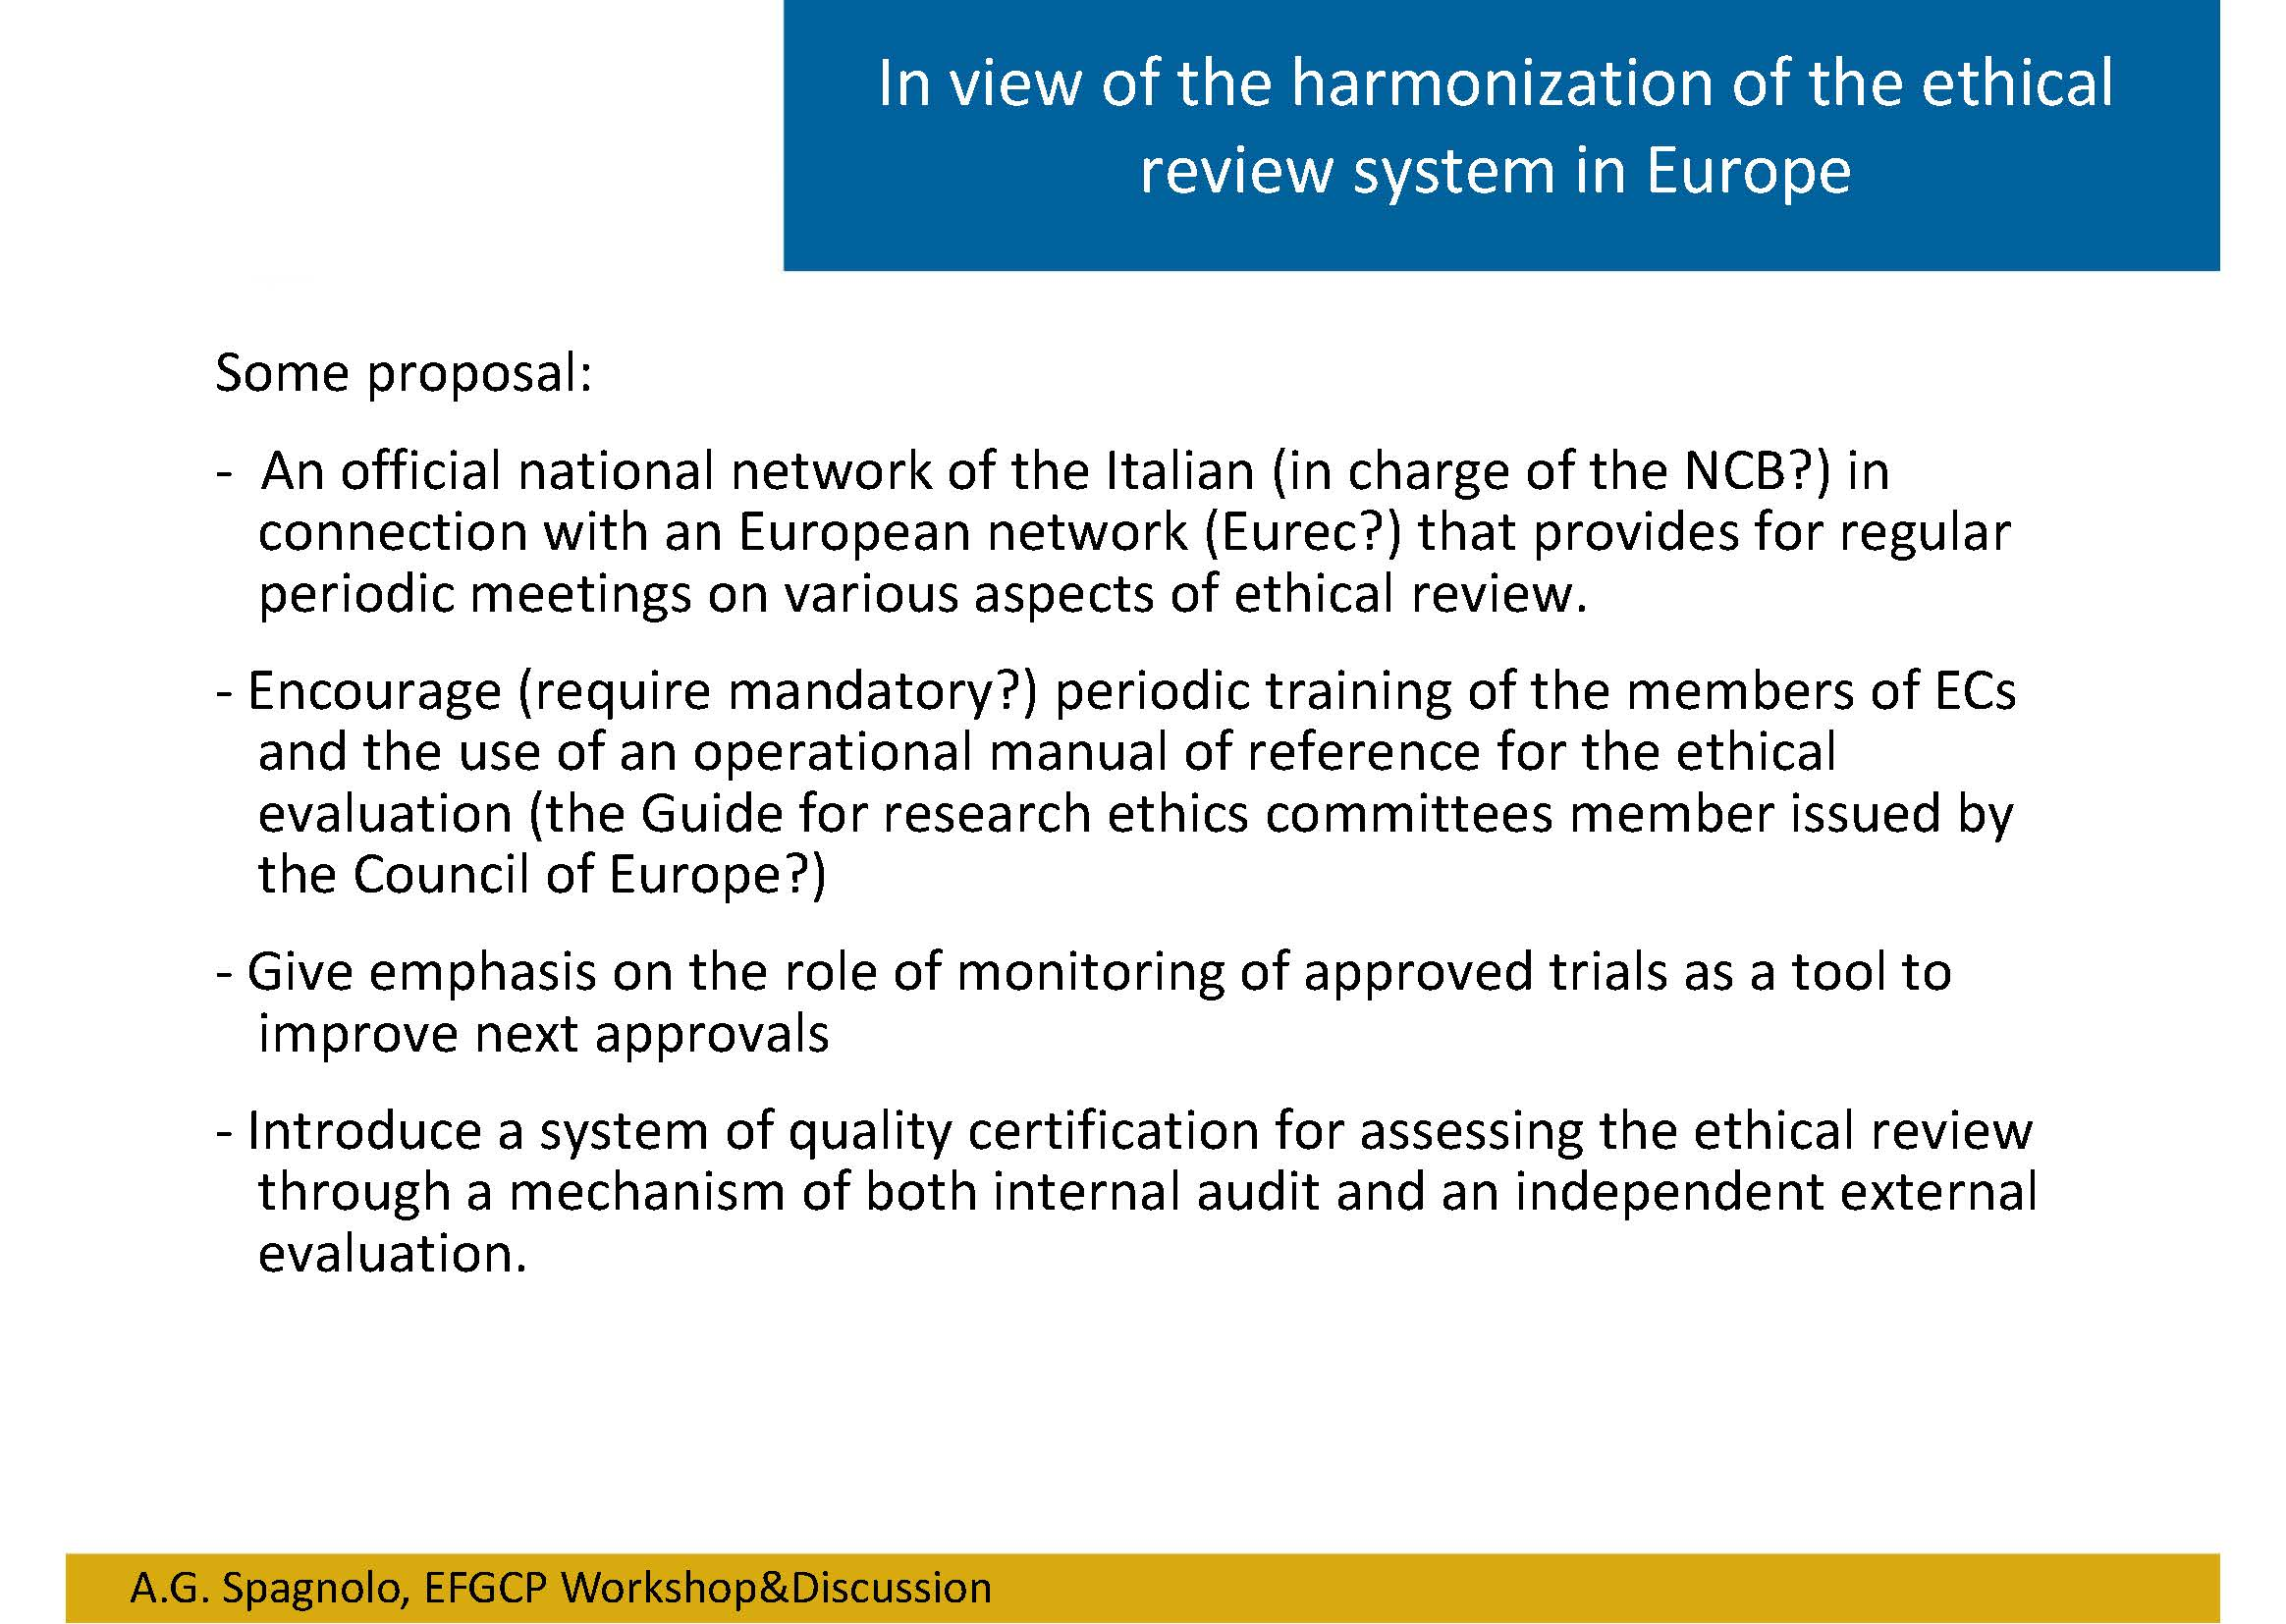 In view of the harmonization of the ethical
review system in Europe
Some proposal:
- An official national network of the Italian (in charge of the NCB?) in
connection with an European network (Eurec?) that provides for regular
periodic meetings on various aspects of ethical review.
- Encourage (require mandatory?) periodic training of the members of ECs
and the use of an operational manual of reference for the ethical
evaluation (the Guide for research ethics committees member issued by
the Council of Europe?)
- Give emphasis on the role of monitoring of approved trials as a tool to
improve next approvals
- Introduce a system of quality certification for assessing the ethical review
through a mechanism of both internal audit and an independent external
evaluation.
A.G. Spagnolo, EFGCP Workshop&Discussion